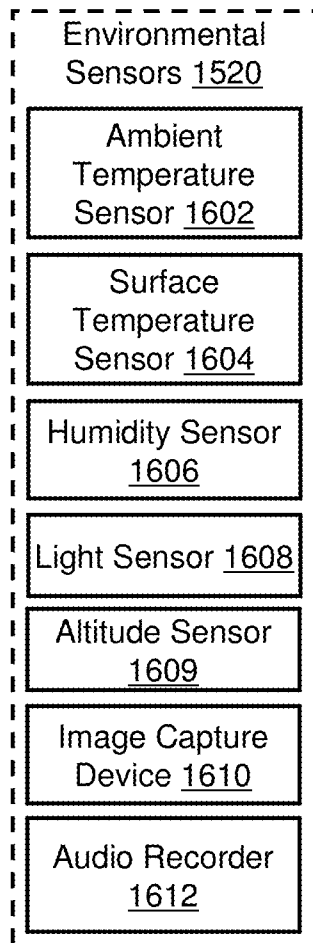 Environmental
Sensors 1520
Ambient
Temperature
Sensor 1602
Surface
Temperature
Sensor 1604
Humidity Sensor
1606
Light Sensor 1608
Altitude Sensor
1609
Image Capture
Device 1610
Audio Recorder
1612